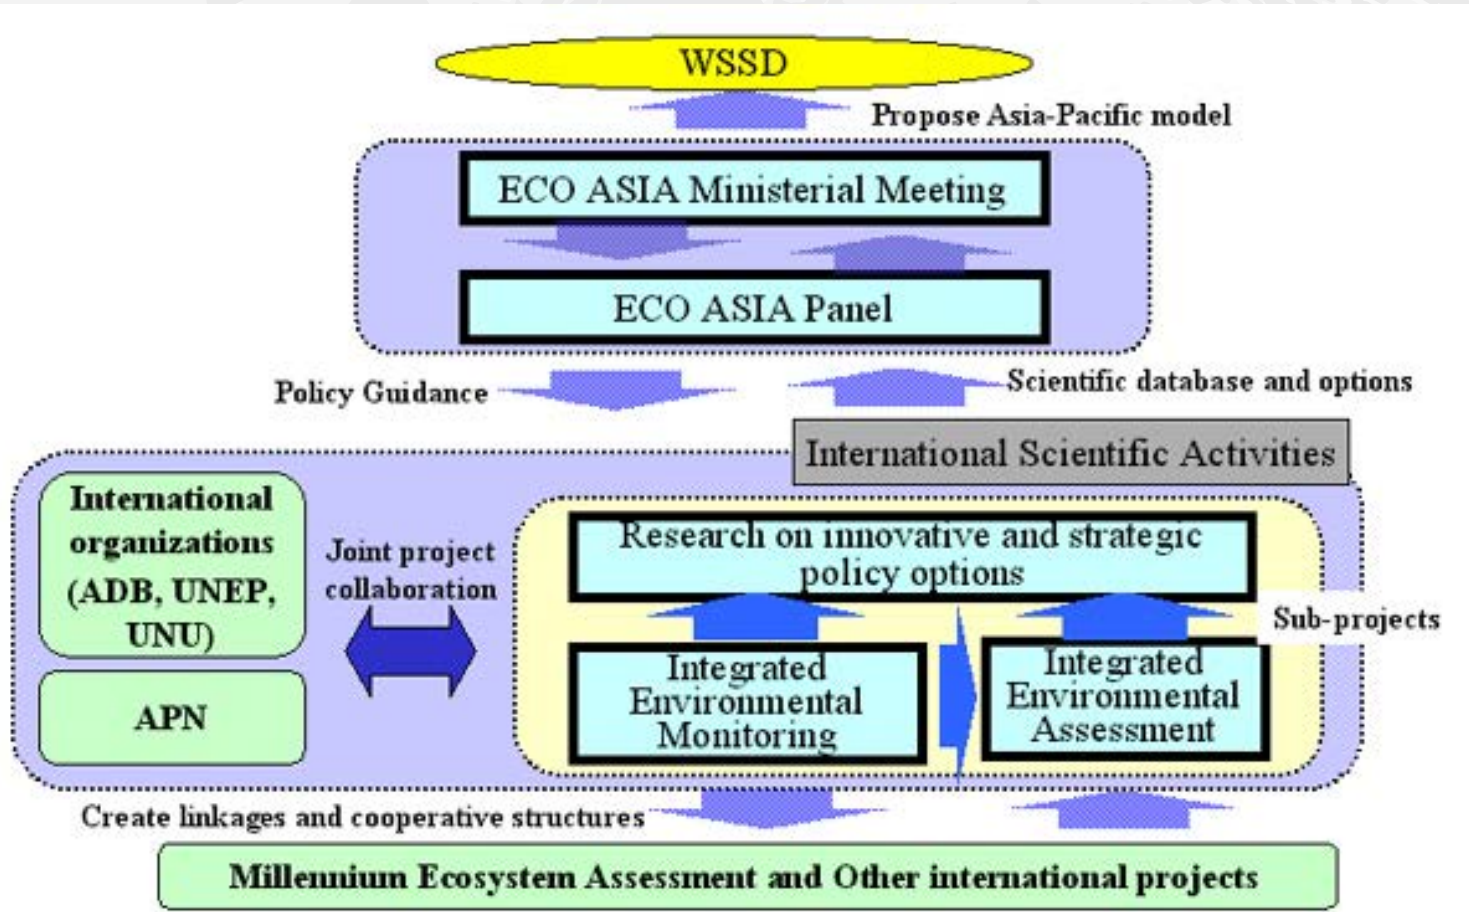 WSSD
Propose Asia-Pacific model
ECO ASIA Ministerial Meeting
ECO ASIA Panel
Policy Guidance
Scientific database and options
International Scientific Activities
International
organizations
(ADB, UNEP,
UNU)
APN
Joint project
collaboration
Research on innovative and strategic
policy options
Sub-projects
Integrated
Environmental
Monitoring
Integrated
Environmental
Assessment
Create linkages and cooperative structures
Millennium Ecosystem Assessment and Other international projects